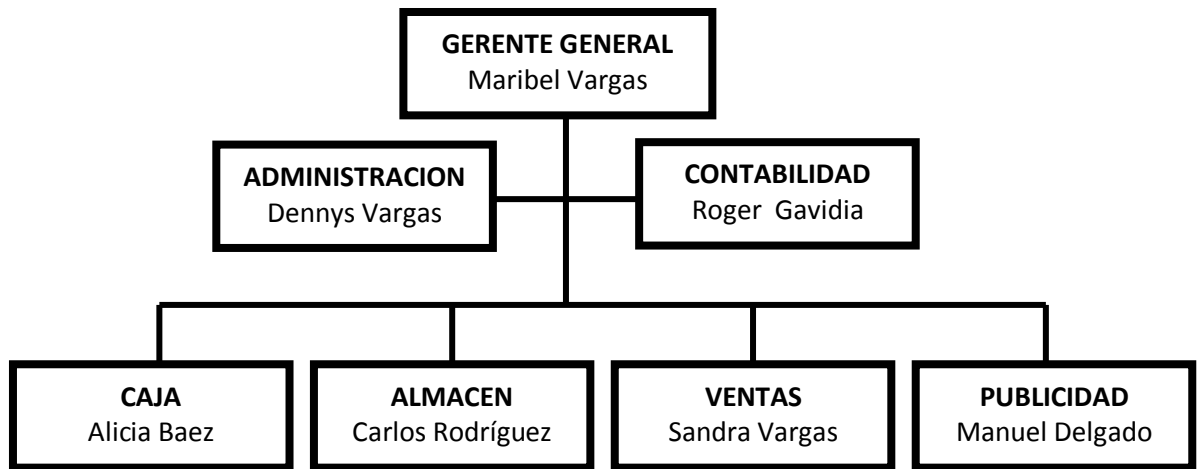 GERENTE GENERAL
Maribel Vargas
ADMINISTRACION
Dennys Vargas
CONTABILIDAD
Roger  Gavidia
CAJA
Alicia Baez
ALMACEN
Carlos Rodríguez
VENTAS
Sandra Vargas
PUBLICIDAD
Manuel Delgado